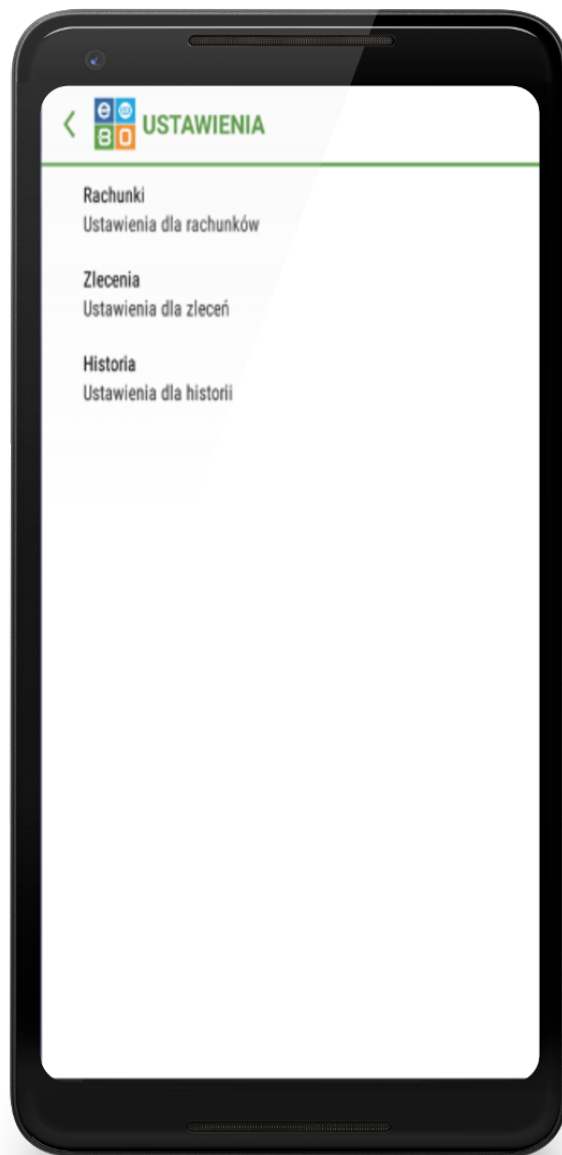 USTAWIENIA
Rachunki
Ustawienia dla rachunków
Zlecenia
Ustawienia dla zleceń
Historia
Ustawienia dla historii